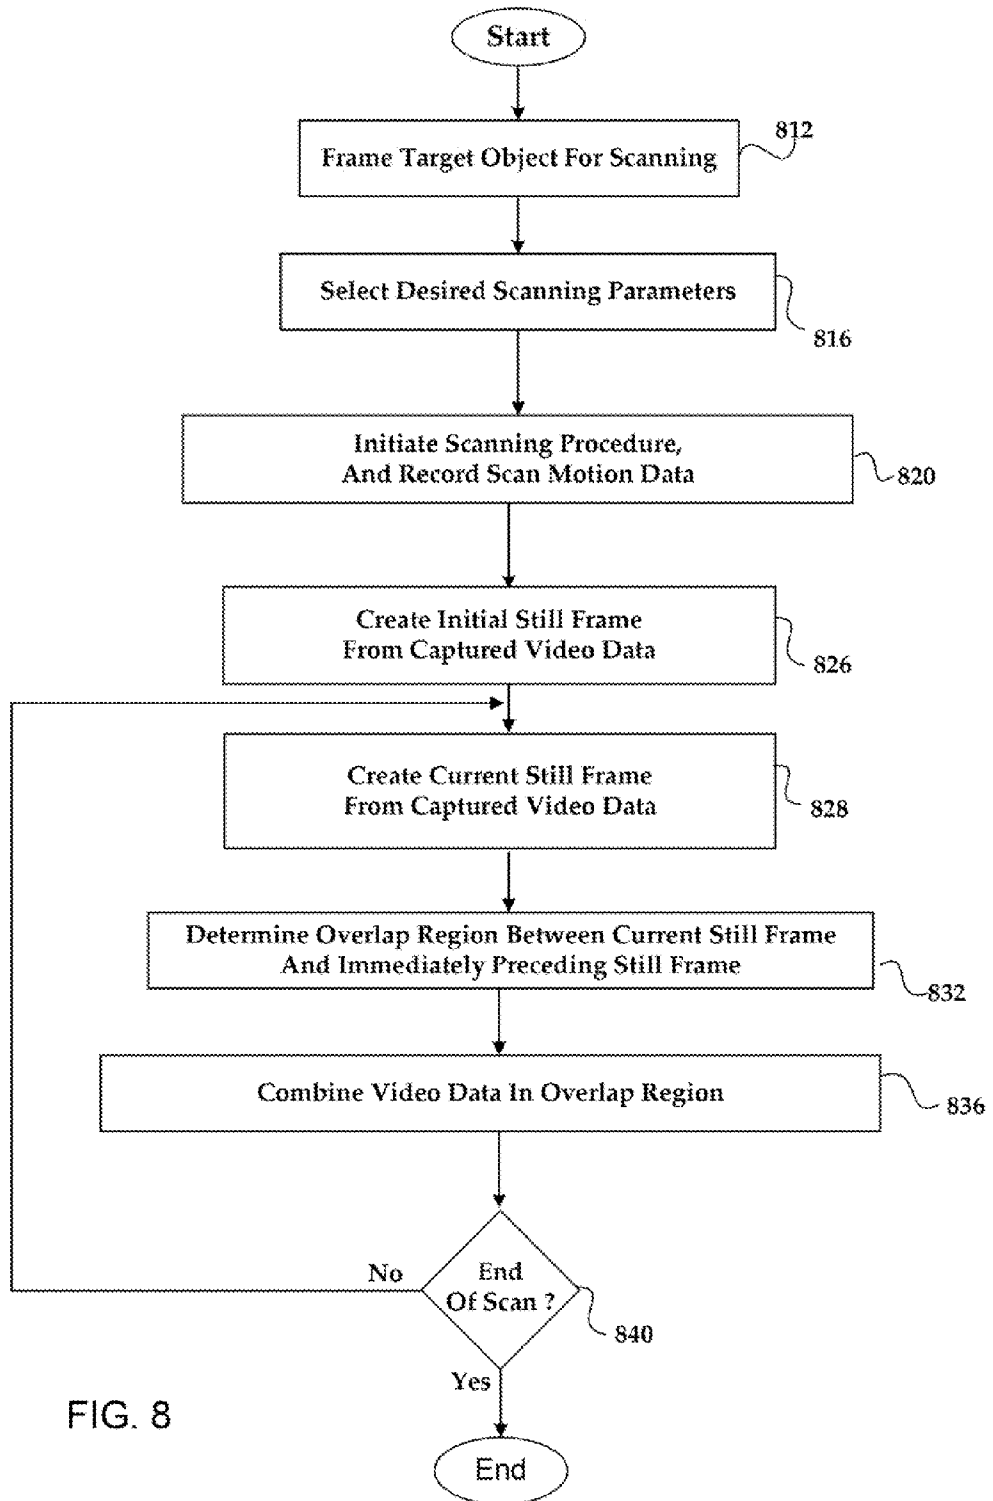 Start
812
Frame Target Object For Scanning
Select Desired Scanning Parameters
816
Initiate Scanning Procedure,
And Record Scan Motion Data
820
Create Initial Still Frame
From Captured Video Data
826
Create Current Still Frame
From Captured Video Data
828
Determine Overlap Region Between Current Still Frame
And Immediately Preceding Still Frame
832
Combine Video Data In Overlap Region
836
No
End
Of Scan ?
840
Yes
FIG. 8
End